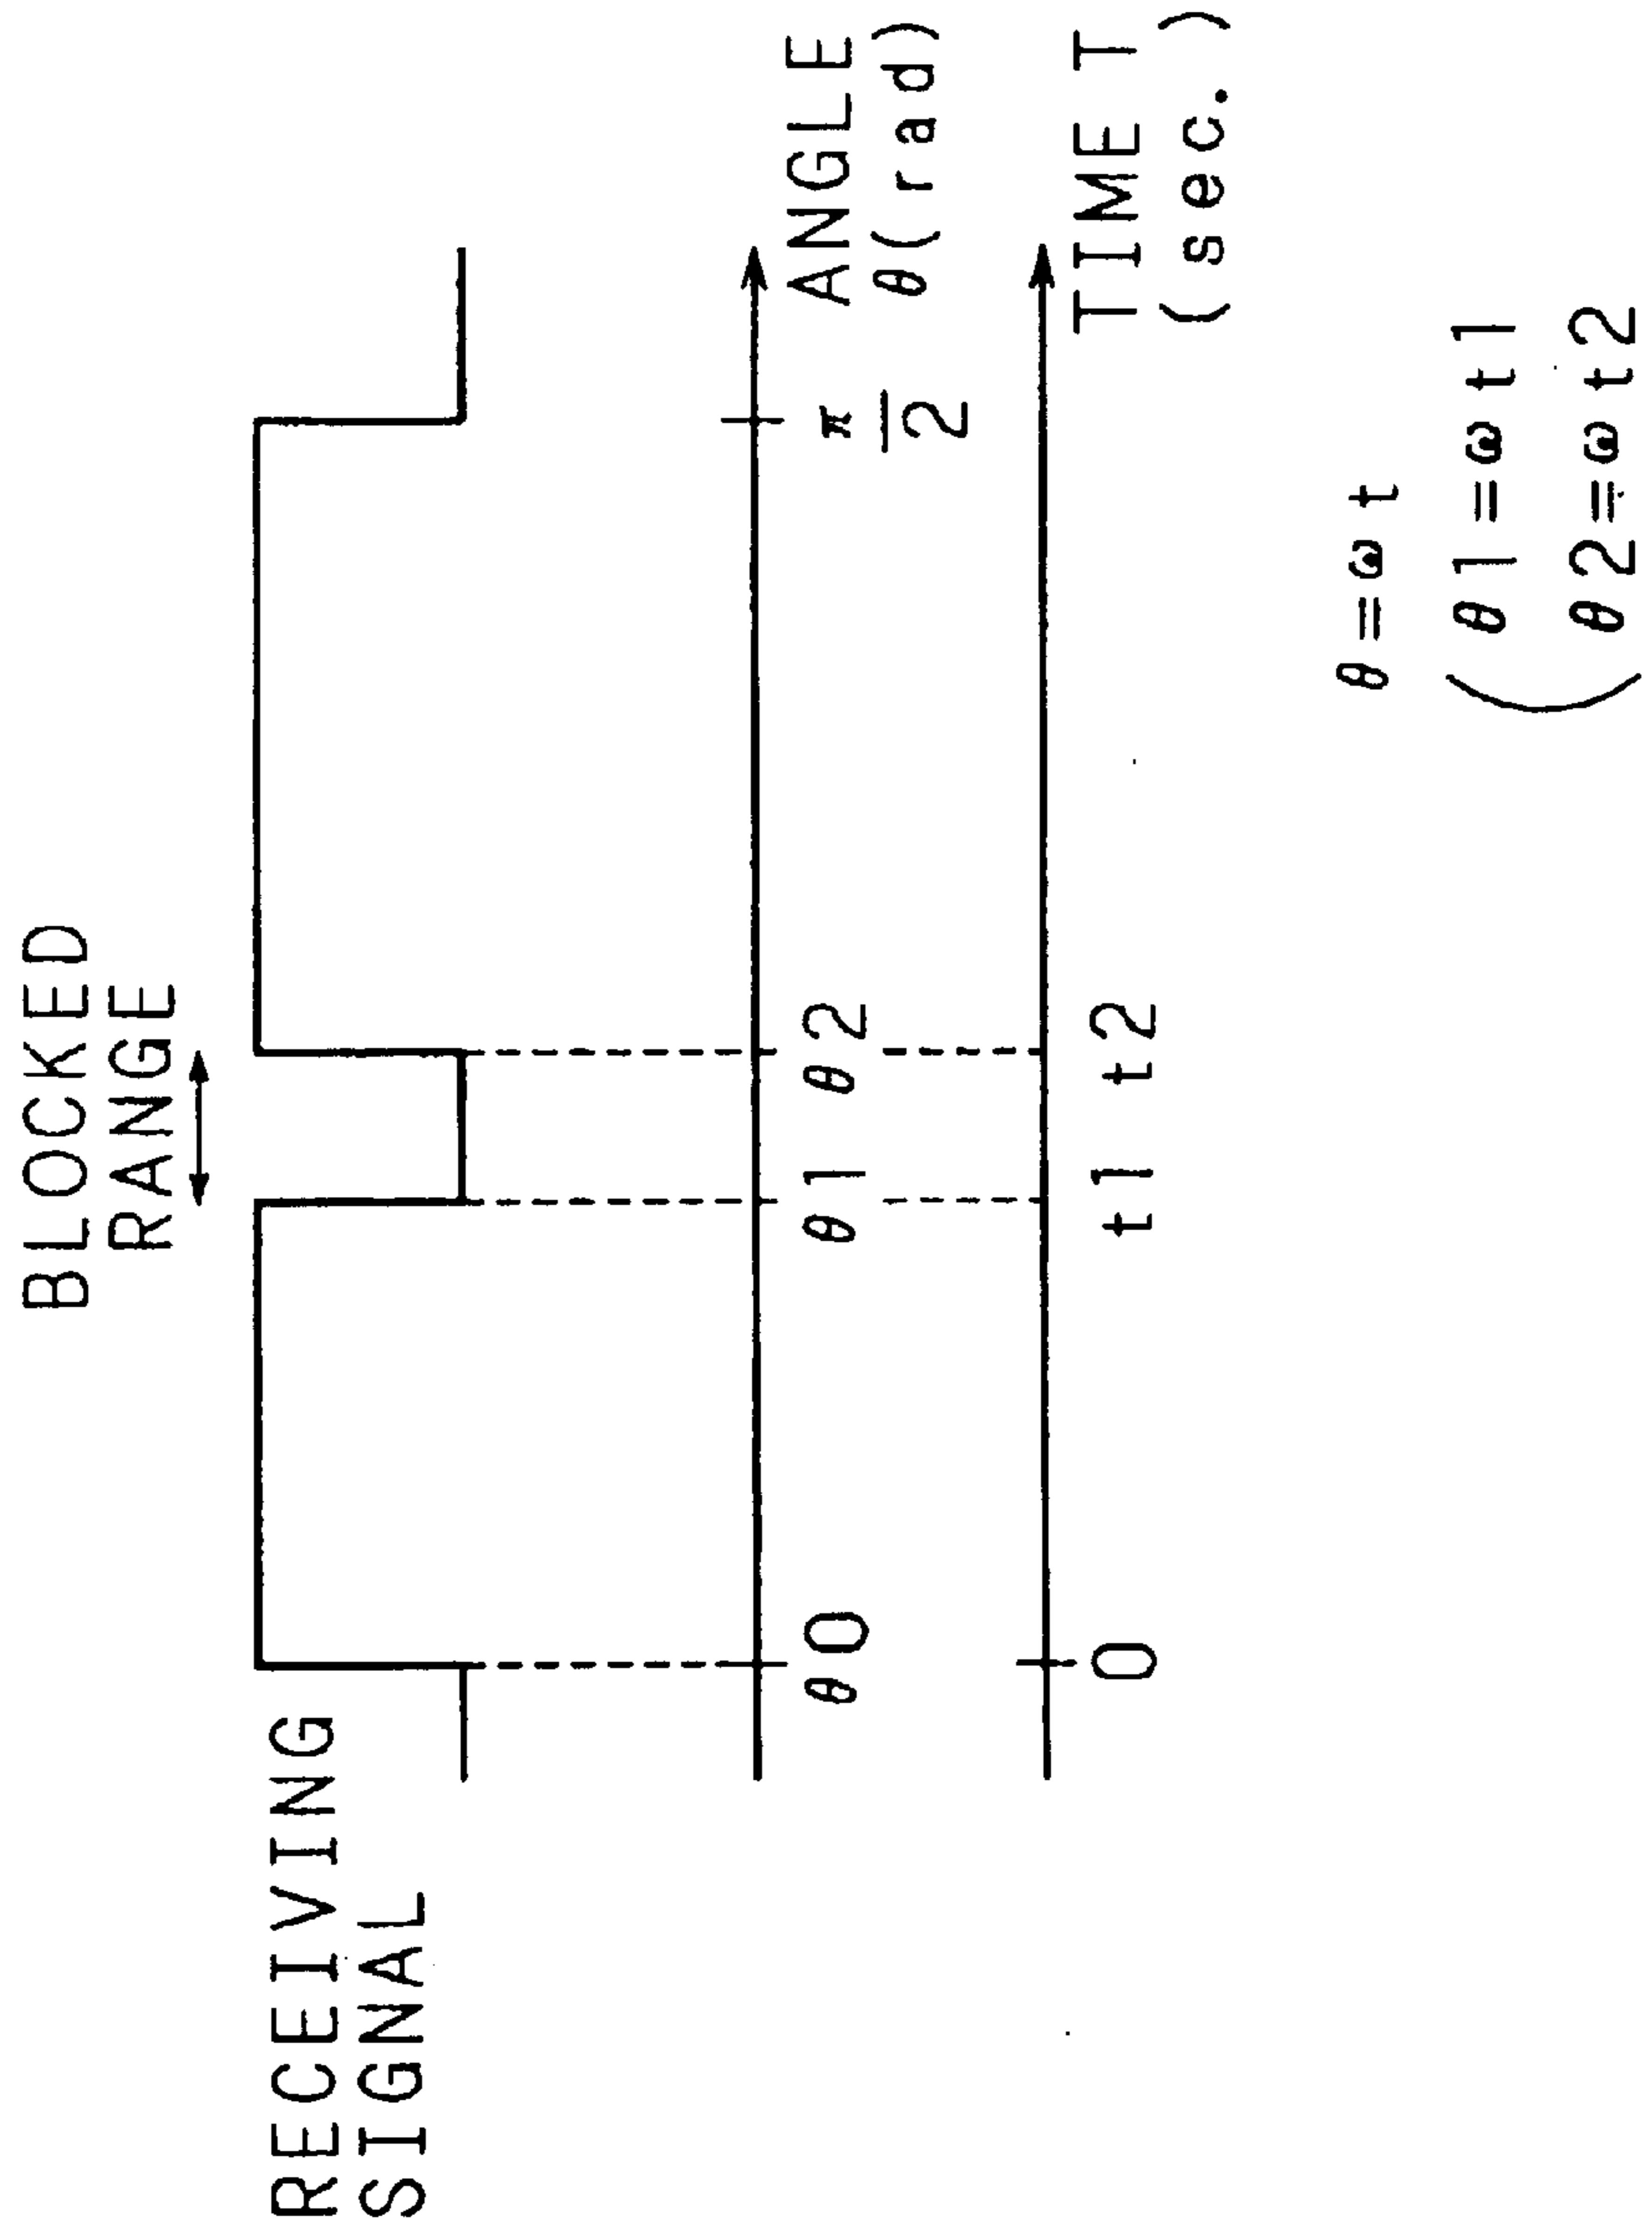 BLOCKED
RANGE
RECEIVING
SIGNAL
θ0 θ1 θ2 π/2
ANGLE
θ(rad)
0 t1 t2
TIME T
(sec.)
θ=ωt
(θ1=ωt1
θ2=ωt2